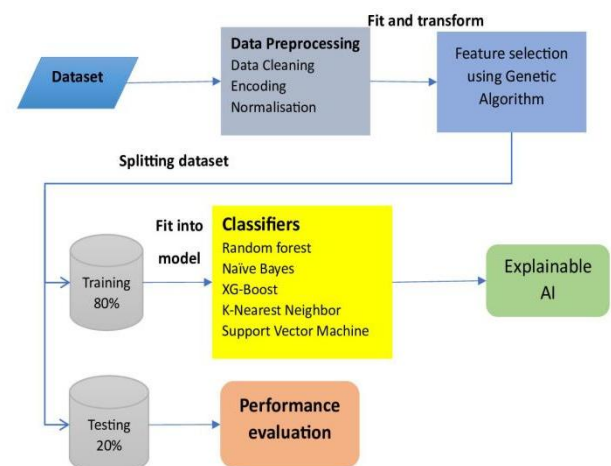 Fit and transform
Dataset
Data Preprocessing
Data Cleaning
Encoding
Normalisation
Feature selection
using Genetic
Algorithm
Splitting dataset
Training
80%
Fit into
model
Classifiers
Random forest
Naïve Bayes
XG-Boost
K-Nearest Neighbor
Support Vector Machine
Explainable
AI
Testing
20%
Performance
evaluation